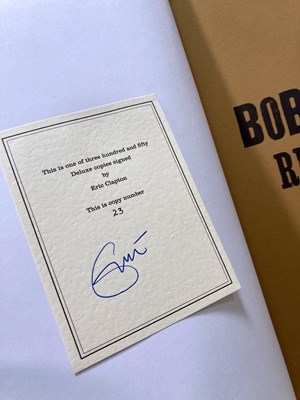 This is one of three hundred and fifty
Deluxe copies signed
by
Eric Clapton
This is copy number
23
Eric
BOB
R